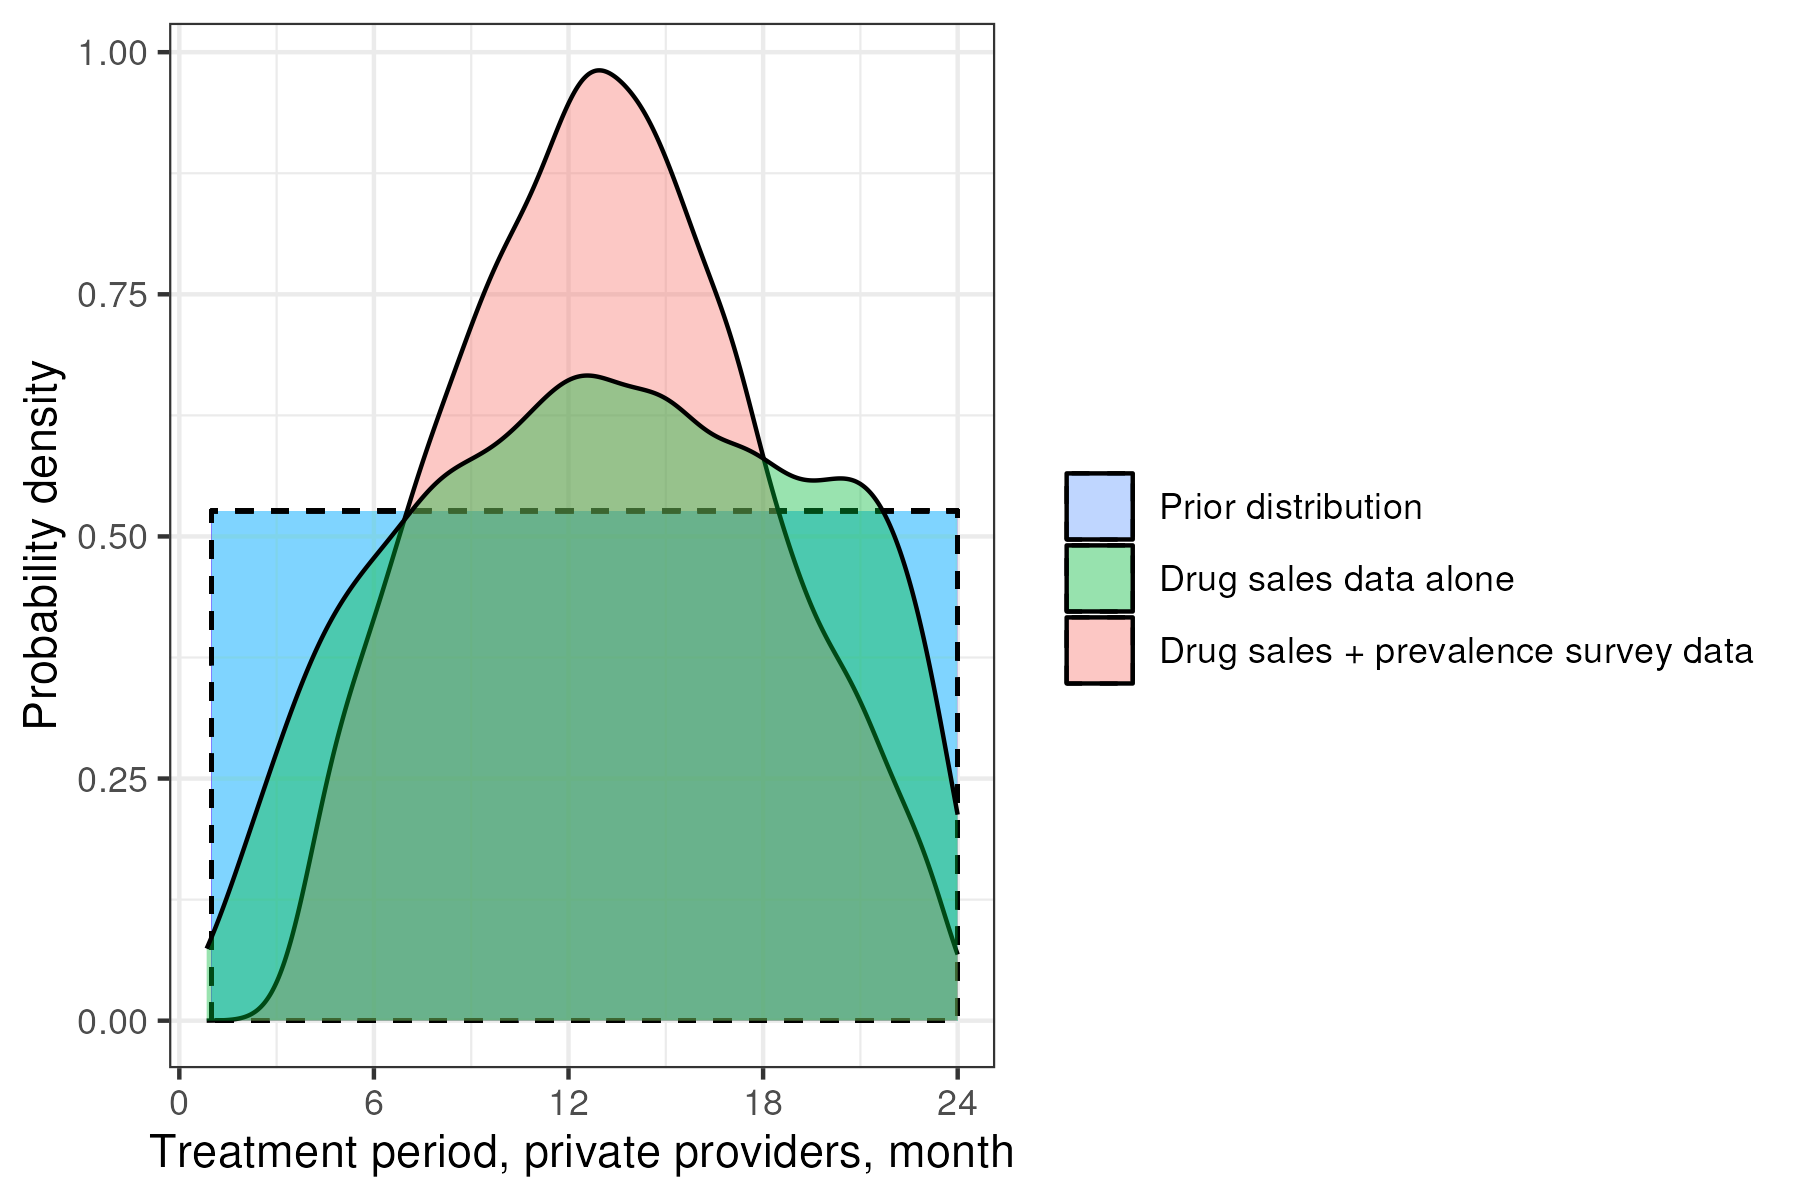 Probability density
1.00
0.75
0.50
0.25
0.00
0 6 12 18 24
Treatment period, private providers, month
Prior distribution
Drug sales data alone
Drug sales + prevalence survey data